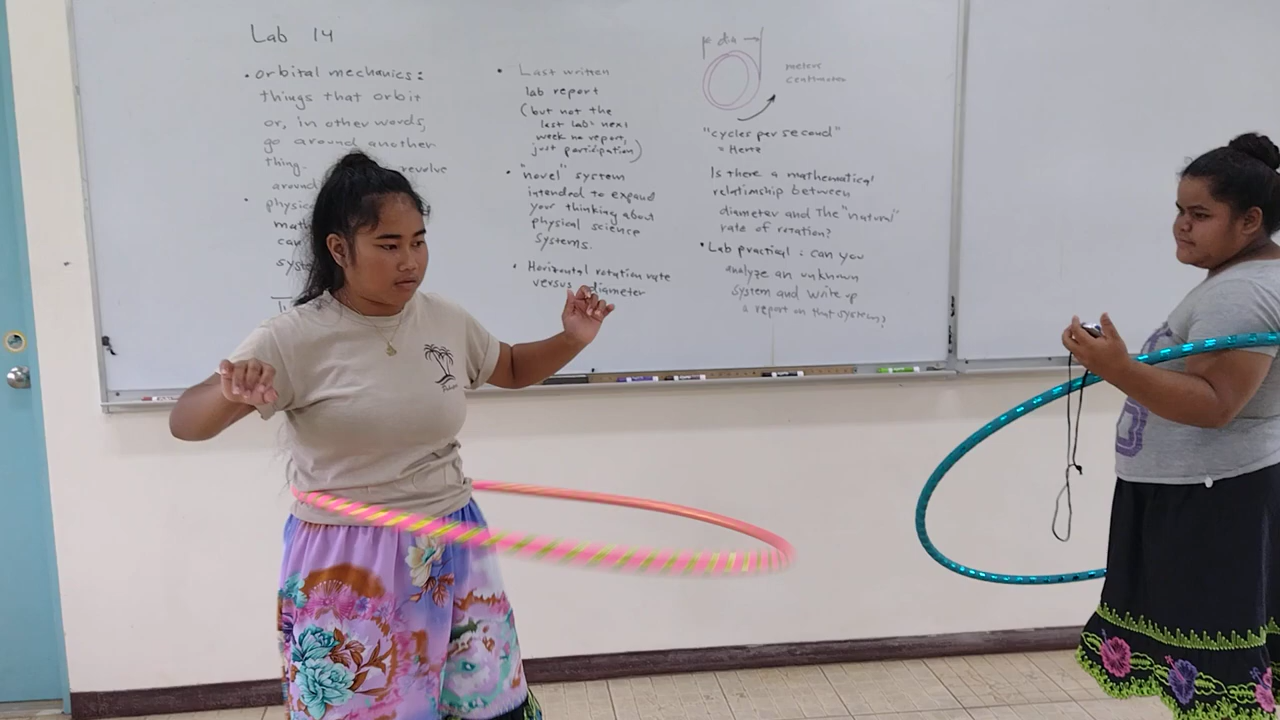 Lab 14
• orbital mechanics:
things that orbit
or, in other words,
go around another
thing. revolve
around
• physic
math
can
syste
• Last written
lab report
(but not the
last lab: next
week no report,
just participation)
• "novel" system
intended to expand
your thinking about
physical science
systems.
• Horizontal rotation rate
versus diameter
dia
meters
centimeters
"cycles per second"
= Hertz
Is there a mathematical
relationship between
diameter and the "natural"
rate of rotation?
• Lab practical: can you
analyze an unknown
system and write up
a report on that system?